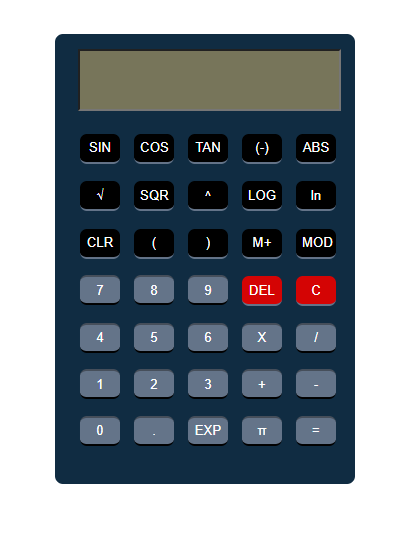 SIN COS TAN (-) ABS
√ SQR ^ LOG ln
CLR ( ) M+ MOD
7 8 9 DEL C
4 5 6 X /
1 2 3 + -
0 . EXP π =